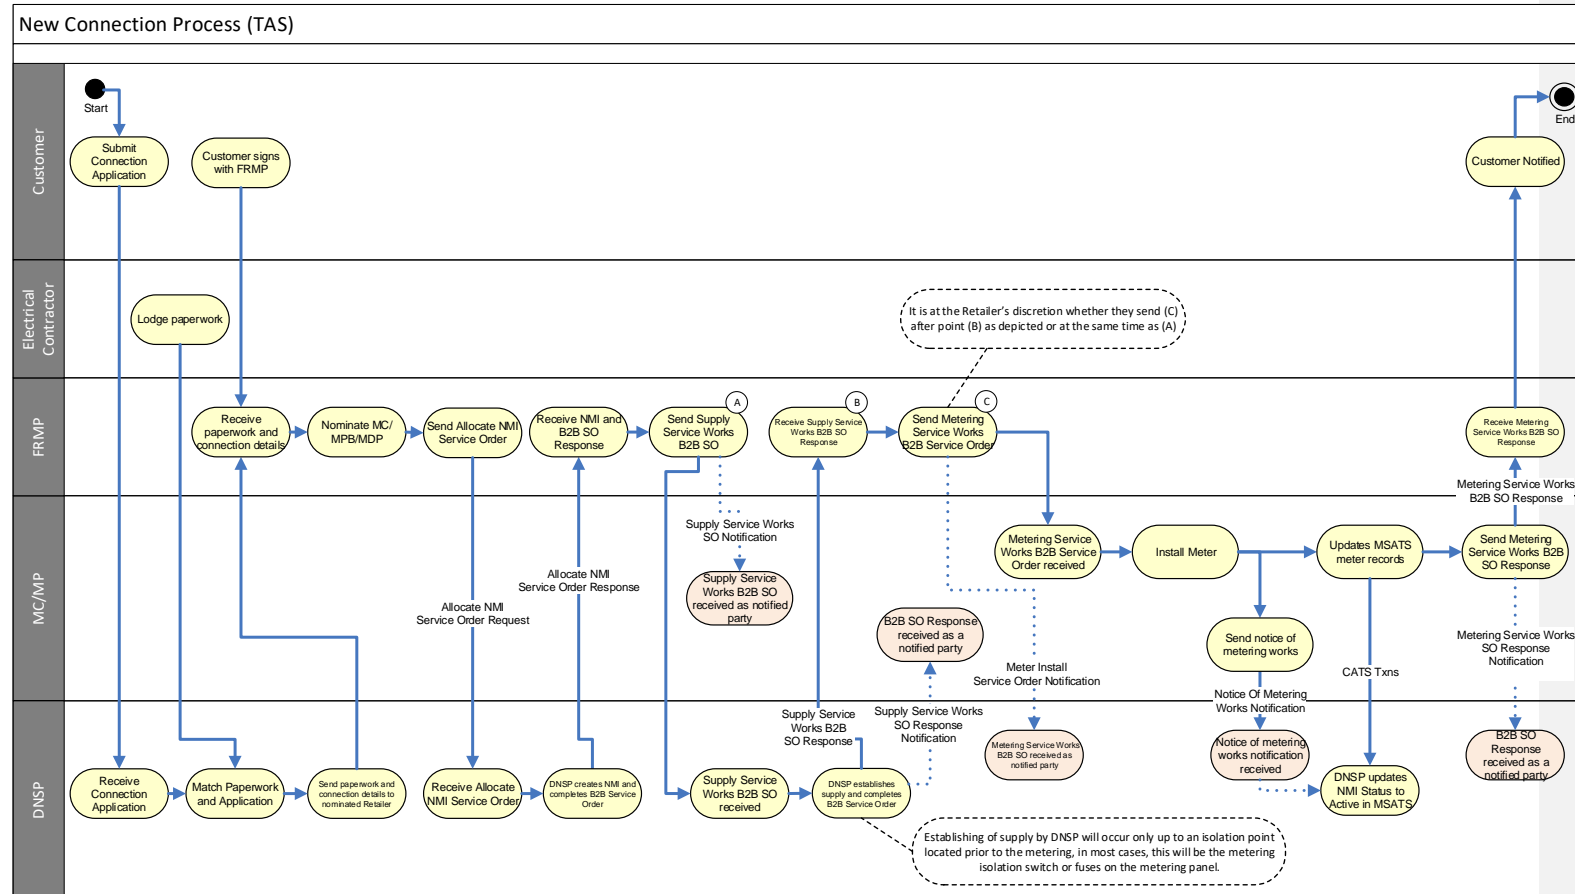 New Connection Process (TAS)
Customer
Start
End
Submit
Connection
Application
Customer signs
with FRMP
Customer Notified
Electrical
Contractor
Lodge paperwork
It is at the Retailer's discretion whether they send (C)
after point (B) as depicted or at the same time as (A)
FRMP
Receive
paperwork and
connection details
Nominate MC/
MPB/MDP
Send Allocate NMI
Service Order
Receive NMI and
B2B SO
Response
A
Send Supply
Service Works
B2B SO
B
Receive Supply Service
Works B2B SO
Response
C
Send Metering
Service Works
B2B Service Order
Receive Metering
Service Works B2B SO
Response
Metering Service Works
B2B SO Response
MC/MP
Supply Service Works
SO Notification
Supply Service
Works B2B SO
received as notified
party
Allocate NMI
Service Order Response
Allocate NMI
Service Order Request
B2B SO Response
received as a
notified party
Metering Service
Works B2B Service
Order received
Install Meter
Updates MSATS
meter records
Send Metering
Service Works B2B
SO Response
Send notice of
metering works
Meter Install
Service Order Notification
CATS Txns
Metering Service Works
SO Response
Notification
Notice Of Metering
Works Notification
Supply Service
Works B2B
SO Response
Supply Service Works
SO Response
Notification
DNSP
Metering Service Works
B2B SO received as
notified party
Notice of metering
works notification
received
B2B SO
Response
received as a
notified party
Receive
Connection
Application
Match Paperwork
and Application
Send paperwork and
connection details to
nominated Retailer
Receive Allocate
NMI Service Order
DNSP creates NMI and
completes B2B Service
Order
Supply Service
Works B2B SO
received
DNSP establishes
supply and completes
B2B Service Order
DNSP updates
NMI Status to
Active in MSATS
Establishing of supply by DNSP will occur only up to an isolation point
located prior to the metering, in most cases, this will be the metering
isolation switch or fuses on the metering panel.